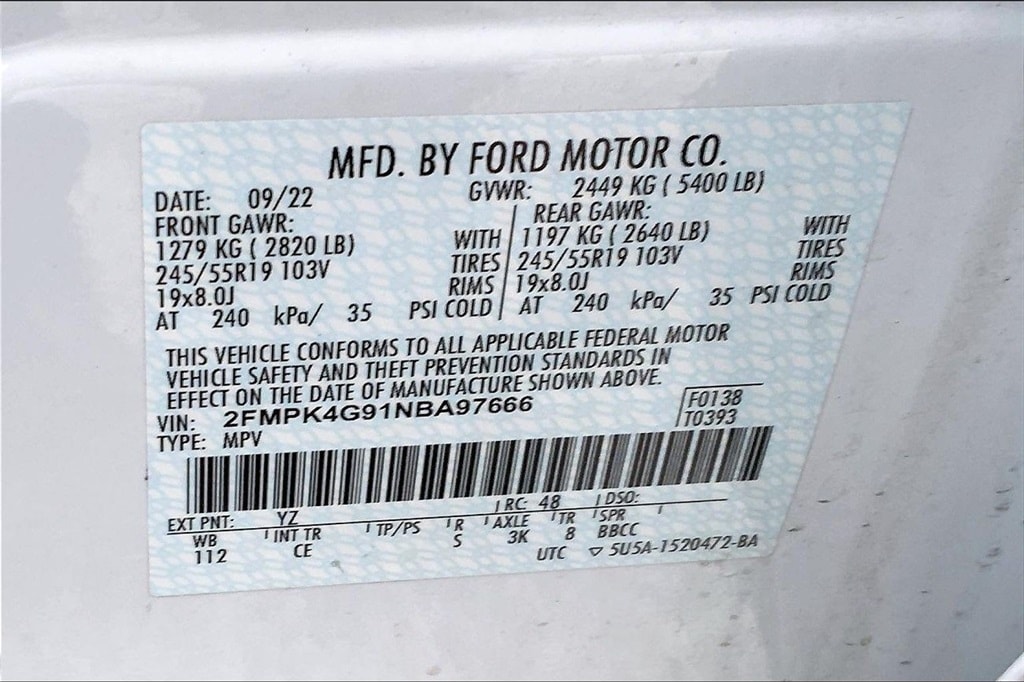 MFD. BY FORD MOTOR CO.
DATE: 09/22 GVWR: 2449 KG ( 5400 LB)
FRONT GAWR: REAR GAWR:
1279 KG ( 2820 LB) WITH 1197 KG ( 2640 LB) WITH
245/55R19 103V TIRES 245/55R19 103V TIRES
19x8.0J RIMS 19x8.0J RIMS
AT 240 kPa/ 35 PSI COLD AT 240 kPa/ 35 PSI COLD
THIS VEHICLE CONFORMS TO ALL APPLICABLE FEDERAL MOTOR
VEHICLE SAFETY AND THEFT PREVENTION STANDARDS IN
EFFECT ON THE DATE OF MANUFACTURE SHOWN ABOVE.
VIN: 2FMPK4G91NBA97666 F0138
TYPE: MPV T0393
EXT PNT: YZ RC: 48 DSO:
WB INT TR TP/PS R AXLE TR SPR
112 CE S 3K 8 BBCC
UTC ▽ 5U5A-1520472-BA